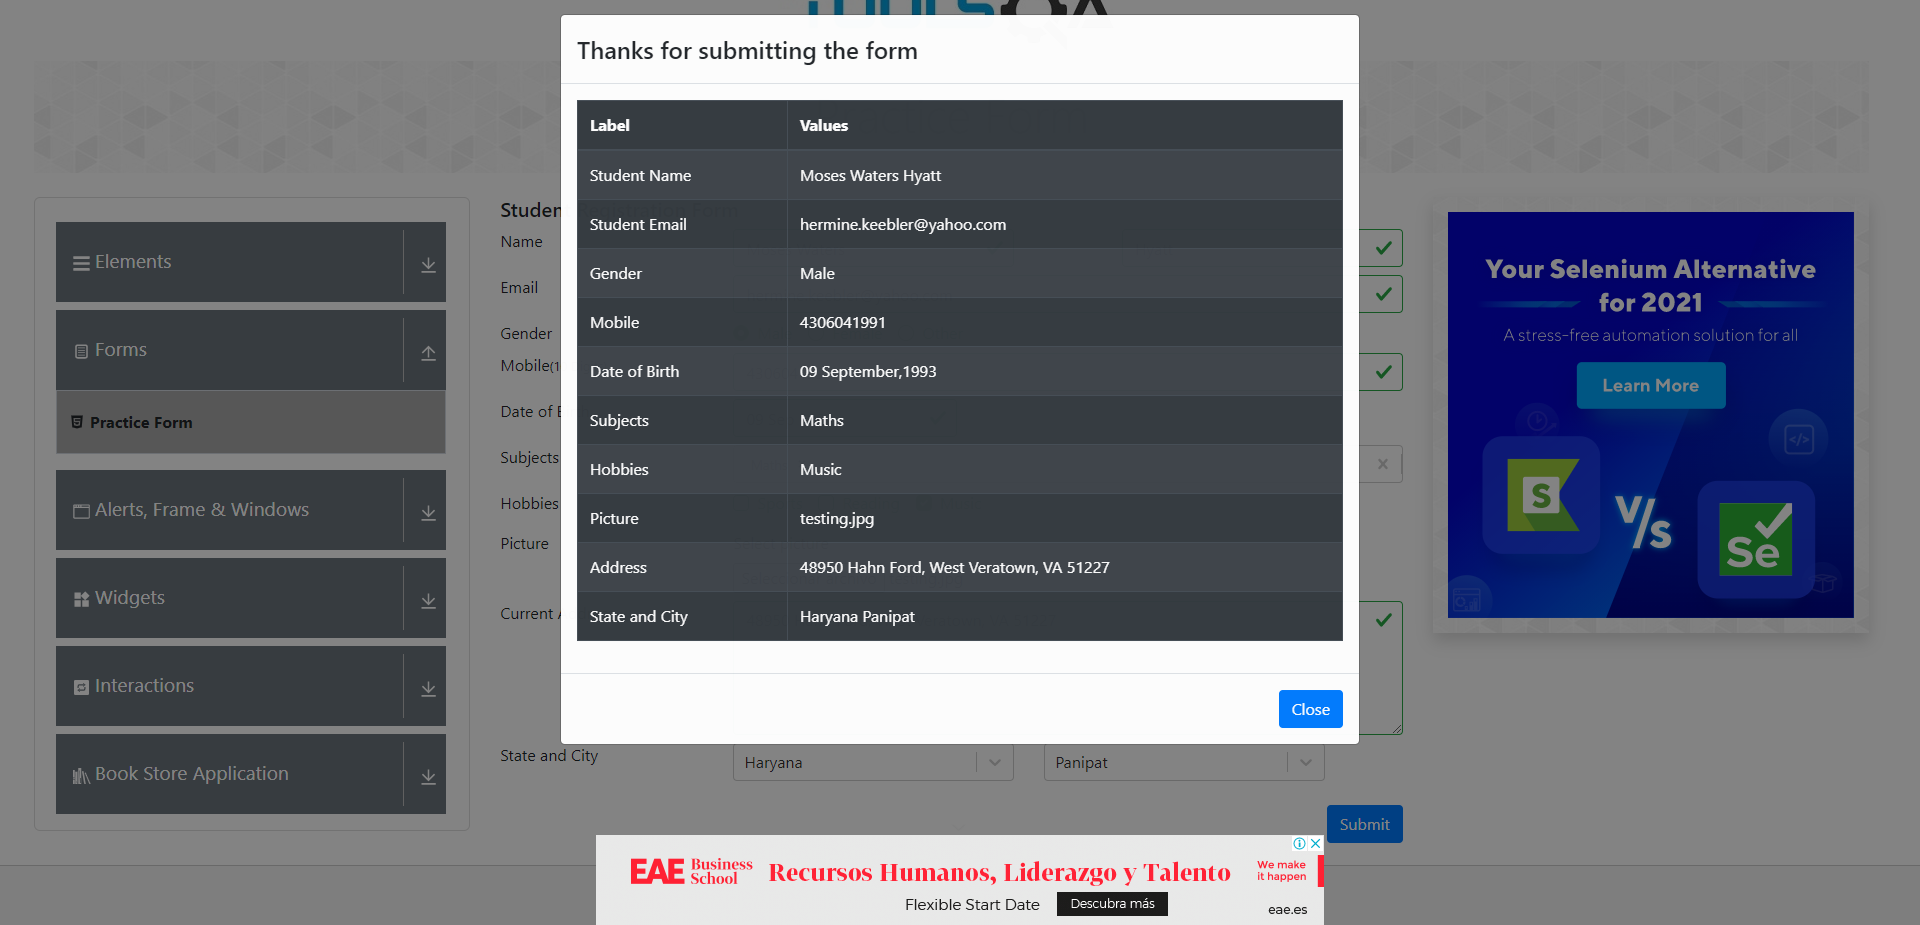 Thanks for submitting the form
Label Values
Student Name Moses Waters Hyatt
Student Email hermine.keebler@yahoo.com
Gender Male
Mobile 4306041991
Date of Birth 09 September,1993
Subjects Maths
Hobbies Music
Picture testing.jpg
Address 48950 Hahn Ford, West Veratown, VA 51227
State and City Haryana Panipat
Close
Elements
Forms
Practice Form
Alerts, Frame & Windows
Widgets
Interactions
Book Store Application
Name
Email
Gender
Mobile(1
Date of
Subjects
Hobbies
Picture
Current
State and City
Haryana
Panipat
Submit
Your Selenium Alternative
for 2021
A stress-free automation solution for all
Learn More
S
V/s
Se
</>
EAE Business
School
Recursos Humanos, Liderazgo y Talento
Flexible Start Date
Descubra más
We make
it happen
eae.es